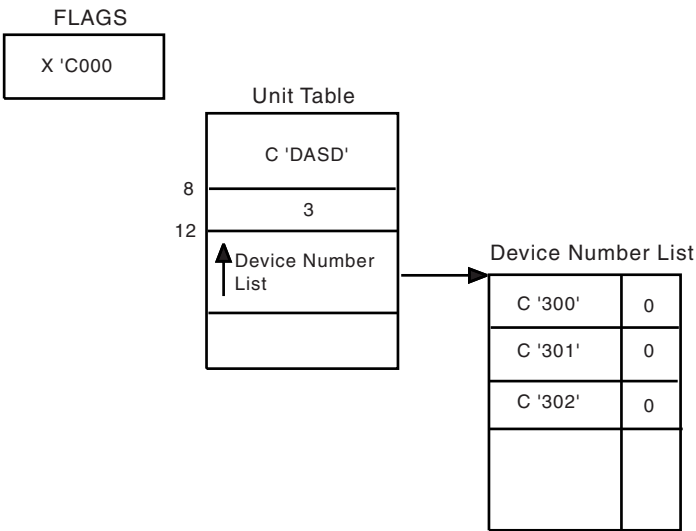 FLAGS
X 'C000
Unit Table
C 'DASD'
8
3
12
Device Number
List
Device Number List
C '300' 0
C '301' 0
C '302' 0